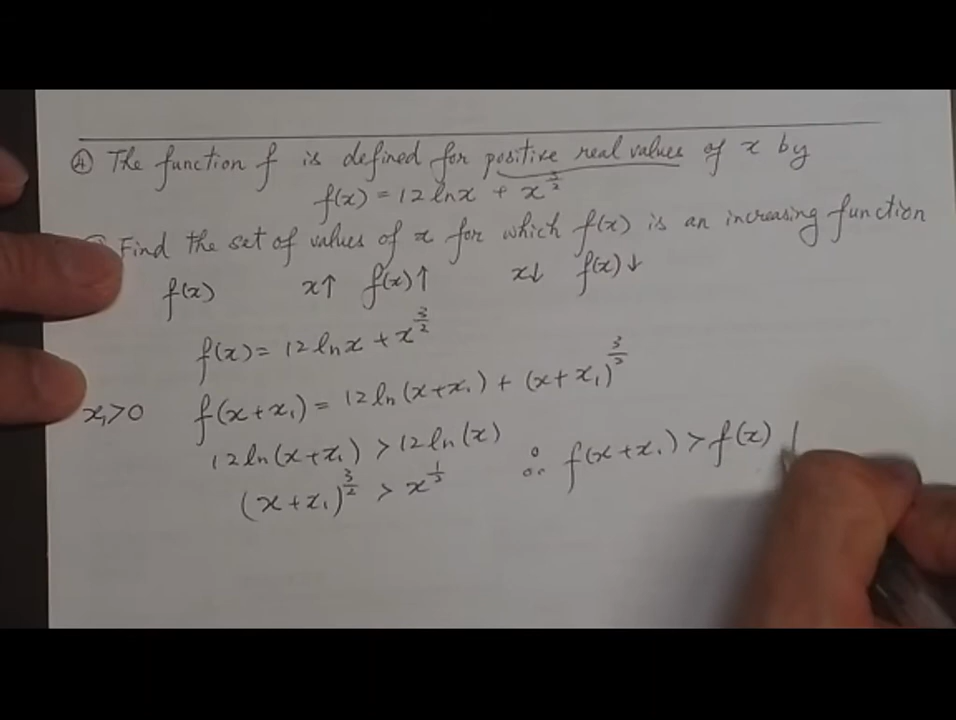 ④ The function f is defined for positive real values of x by
f(x) = 12 ln x + x^{3/2}
Find the set of values of x for which f(x) is an increasing function
f(x) x↑ f(x)↑ x↓ f(x)↓
f(x) = 12 ln x + x^{3/2}
x₁>0 f(x+x₁) = 12 ln (x+x₁) + (x+x₁)^{3/2}
12 ln (x+x₁) > 12 ln (x)
(x+x₁)^{3/2} > x^{1/2} ∴ f(x+x₁) > f(x)